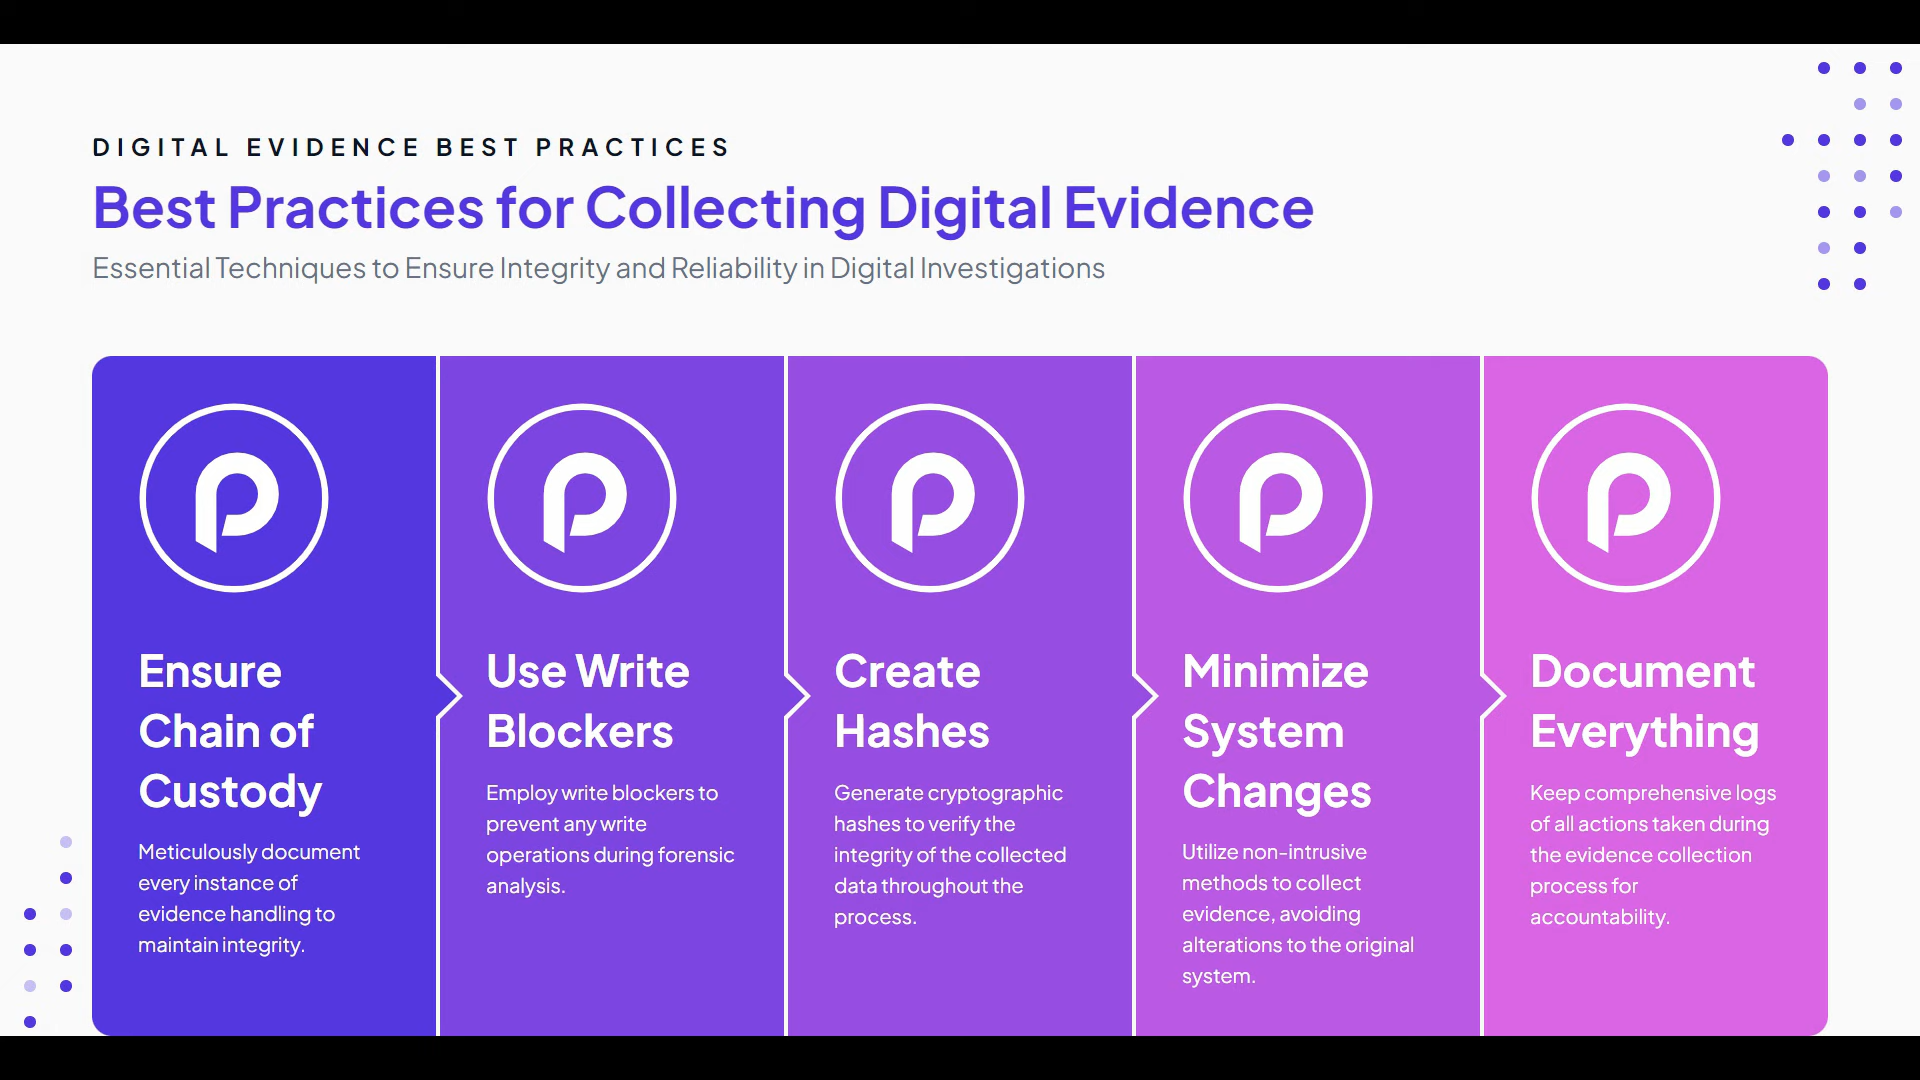 DIGITAL EVIDENCE BEST PRACTICES
Best Practices for Collecting Digital Evidence
Essential Techniques to Ensure Integrity and Reliability in Digital Investigations
Ensure
Chain of
Custody
Meticulously document
every instance of
evidence handling to
maintain integrity.
Use Write
Blockers
Employ write blockers to
prevent any write
operations during forensic
analysis.
Create
Hashes
Generate cryptographic
hashes to verify the
integrity of the collected
data throughout the
process.
Minimize
System
Changes
Utilize non-intrusive
methods to collect
evidence, avoiding
alterations to the original
system.
Document
Everything
Keep comprehensive logs
of all actions taken during
the evidence collection
process for
accountability.